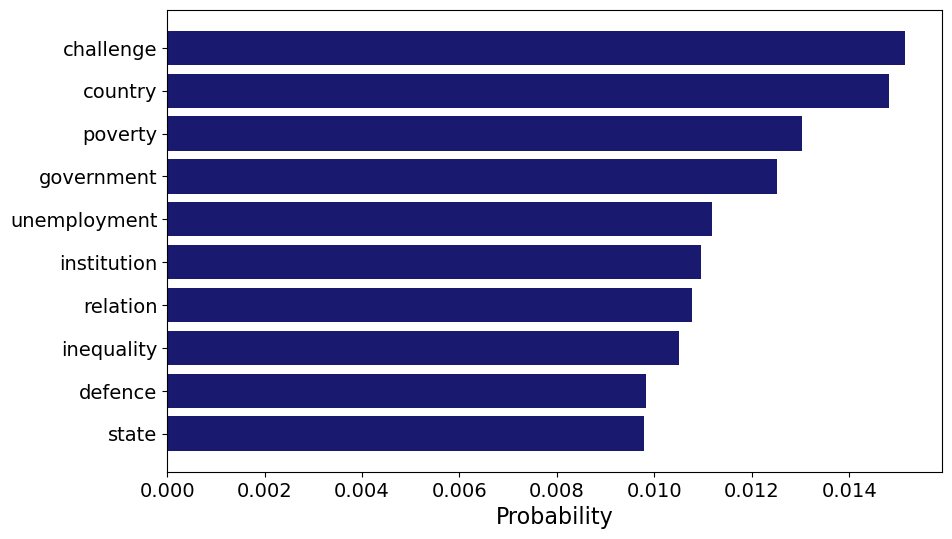 challenge
country
poverty
government
unemployment
institution
relation
inequality
defence
state
0.000 0.002 0.004 0.006 0.008 0.010 0.012 0.014
Probability